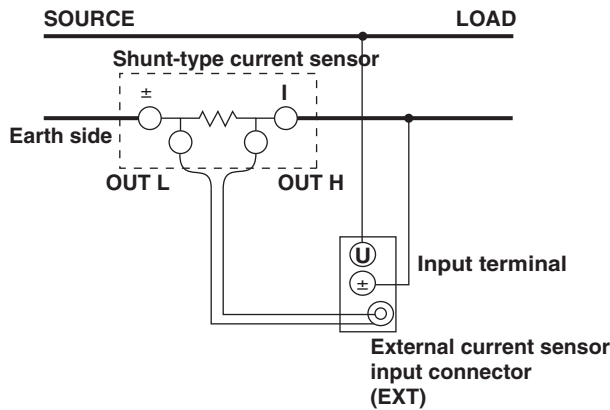 SOURCE
LOAD
Shunt-type current sensor
±
I
Earth side
OUT L
OUT H
U
Input terminal
±
External current sensor
input connector
(EXT)